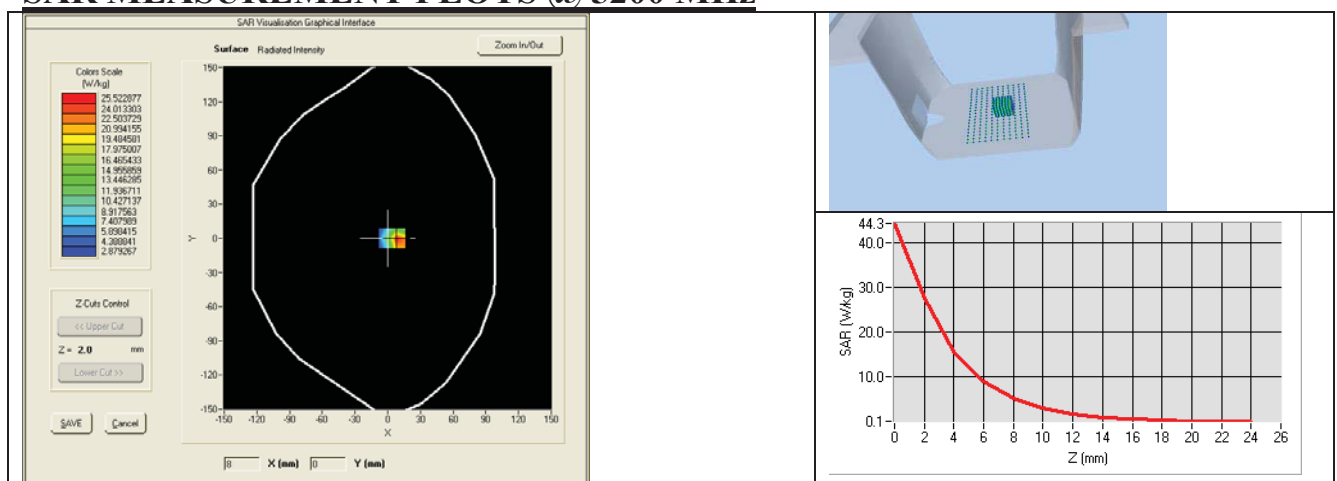 SAR MEASUREMENT PLOTS @ 5200 MHz
SAR Visualisation Graphical Interface
Surface Radiated Intensity
Zoom In/Out
Colors Scale
(W/kg)
25.522877
24.013303
22.503729
20.994155
19.484581
17.975007
16.465433
14.955859
13.446285
11.936711
10.427137
8.917563
7.407989
5.898415
4.388841
2.879267
Z-Cuts Control
<< Upper Cut
Z = 2.0 mm
Lower Cut >>
SAVE Cancel
150
120
90
60
30
0
-30
-60
-90
-120
-150
Y
-150 -120 -90 -60 -30 0 30 60 90 120 150
X
8 X (mm) 0 Y (mm)
44.3
40.0
30.0
20.0
10.0
0.1
SAR (W/kg)
0 2 4 6 8 10 12 14 16 18 20 22 24 26
Z (mm)